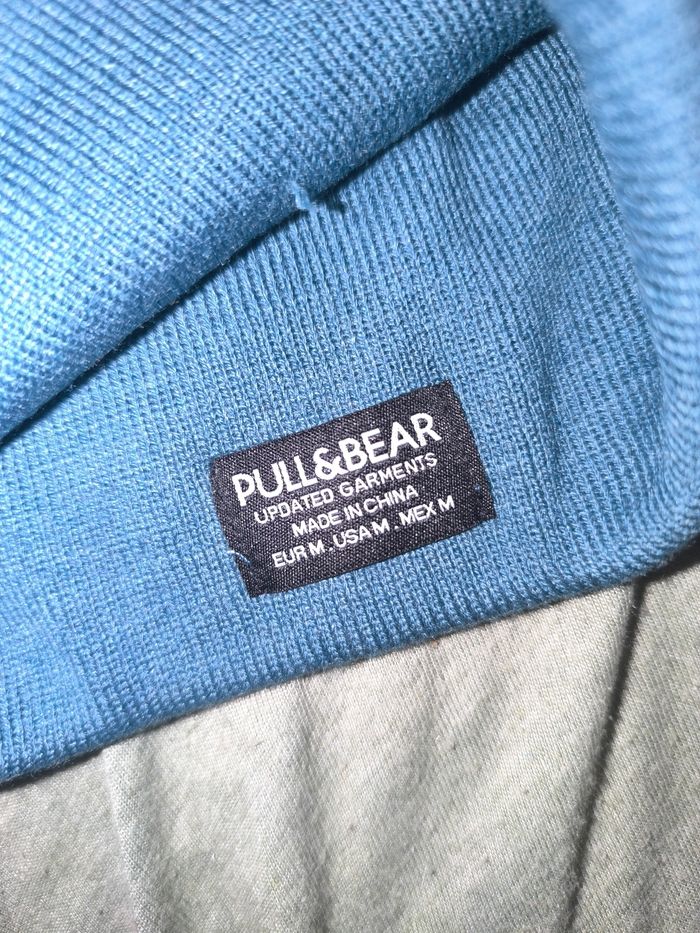 PULL&BEAR
UPDATED GARMENTS
MADE IN CHINA
EUR M . USA M . MEX M